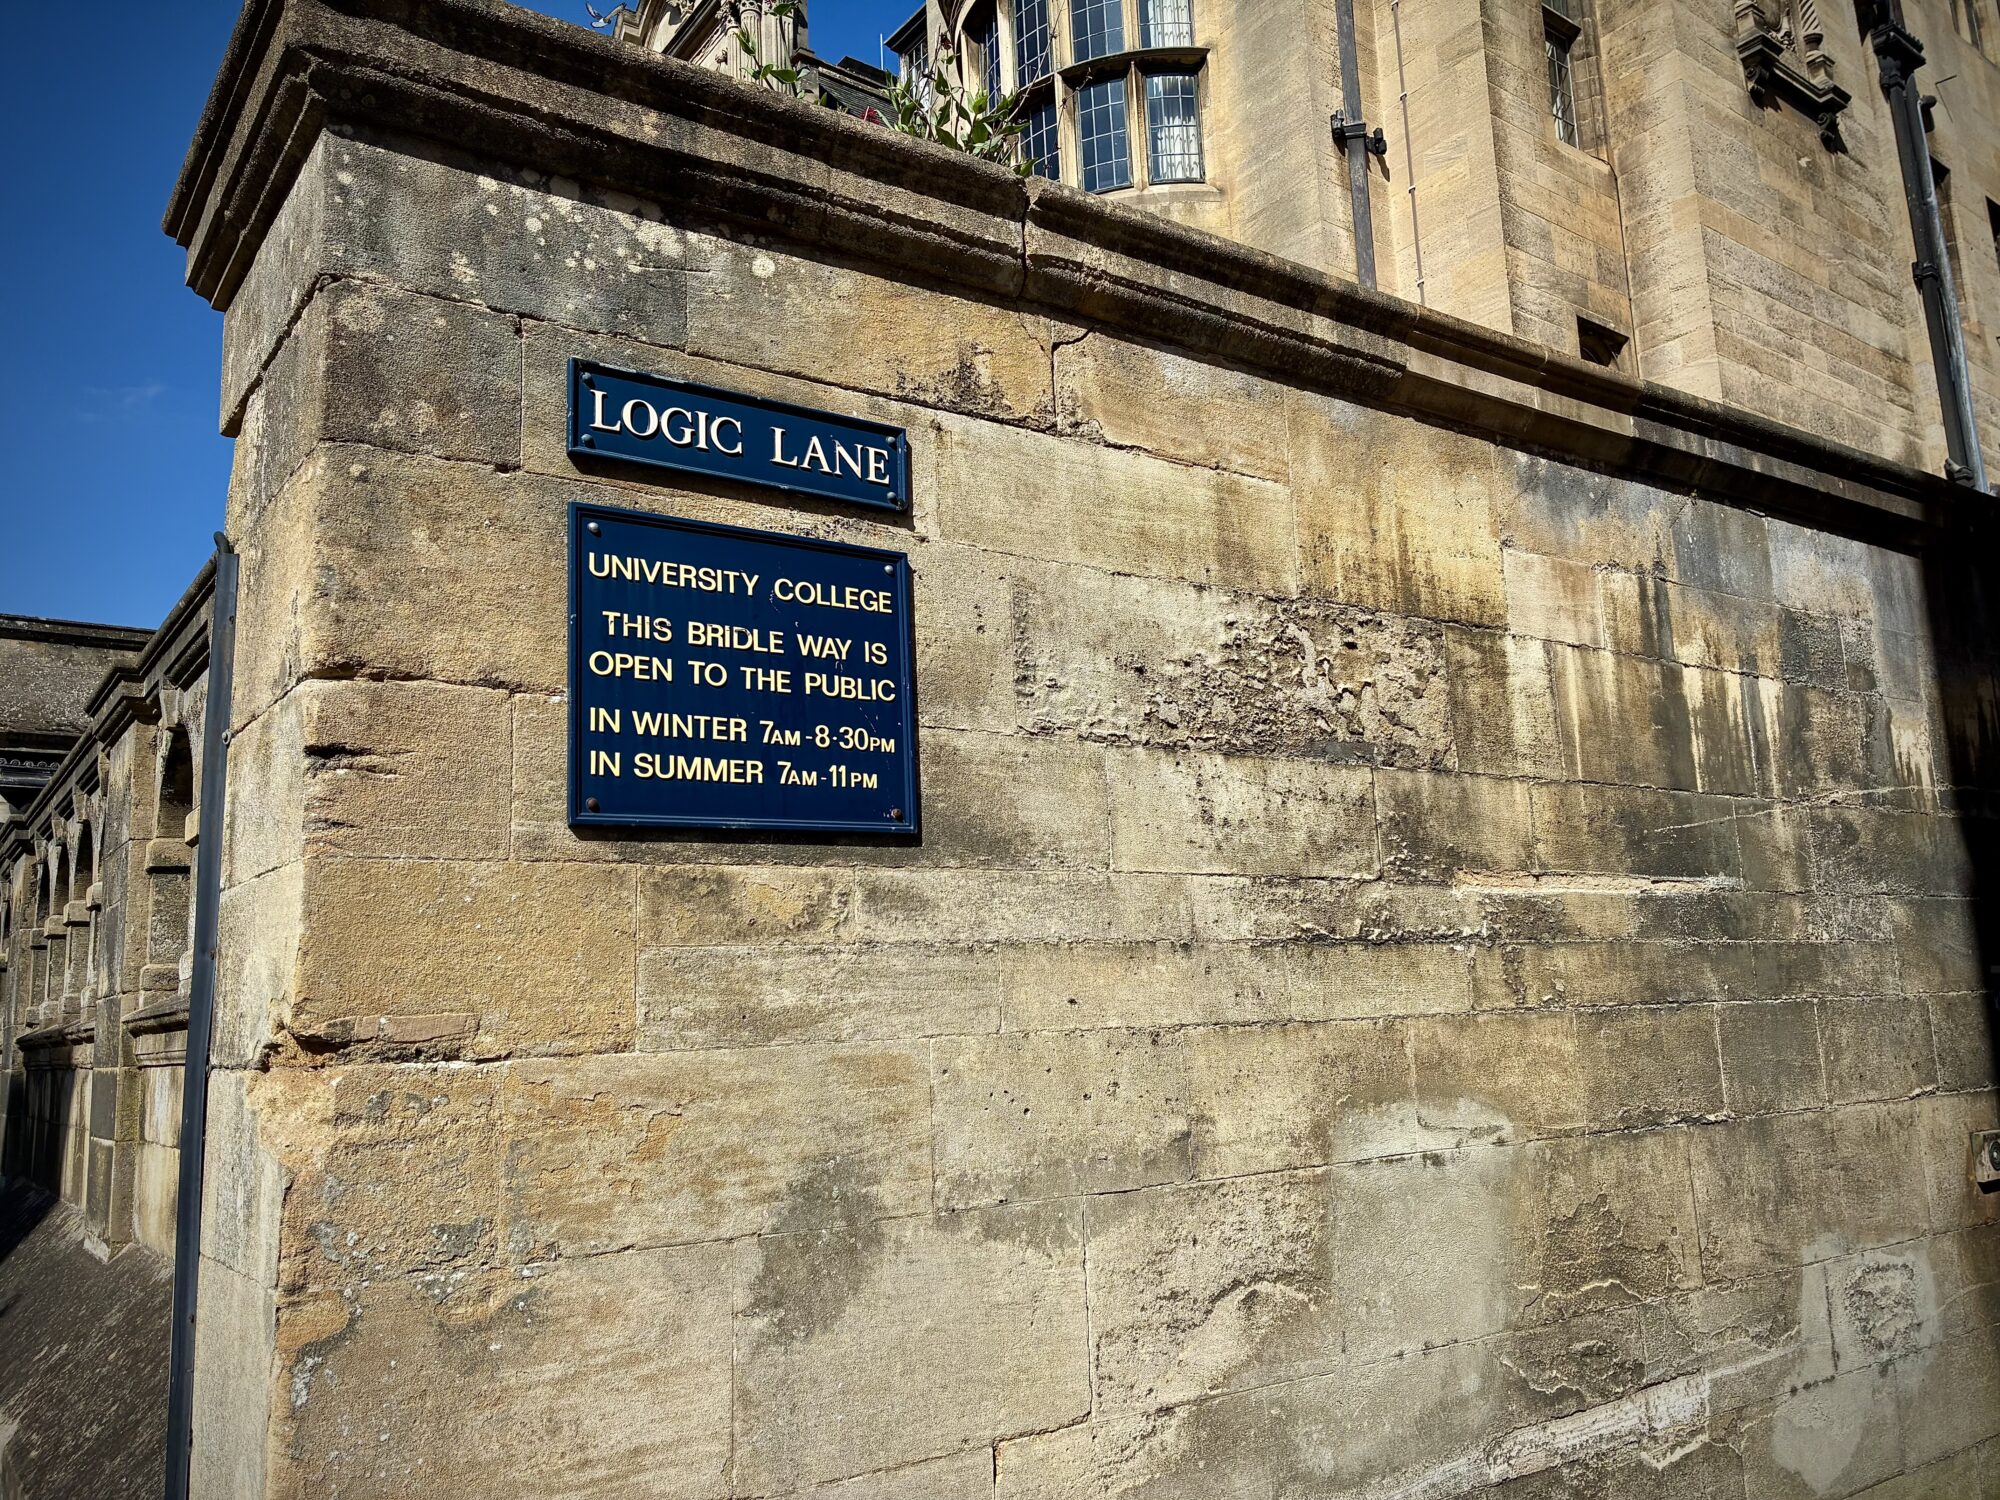 LOGIC LANE
UNIVERSITY COLLEGE
THIS BRIDLE WAY IS
OPEN TO THE PUBLIC
IN WINTER 7AM-8·30PM
IN SUMMER 7AM-11PM